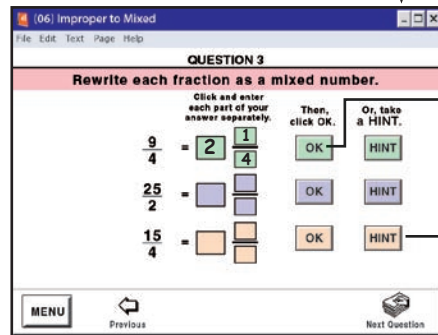 (06) Improper to Mixed
File Edit Text Page Help
QUESTION 3
Rewrite each fraction as a mixed number.
Click and enter each part of your answer separately.
Then, click OK.
Or, take a HINT.
9/4 = 2 1/4 OK HINT
25/2 = OK HINT
15/4 = OK HINT
MENU Previous Next Question